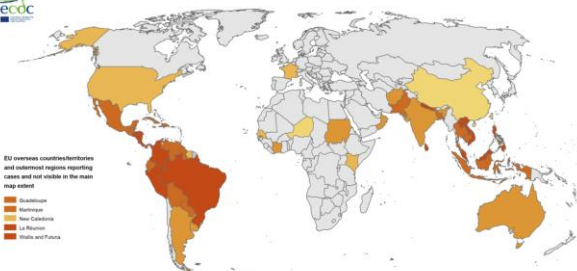 ecdc
EU overseas countries/territories
and outermost regions reporting
cases and not visible in the main
map extent
Guadeloupe
Martinique
New Caledonia
La Réunion
Wallis and Futuna